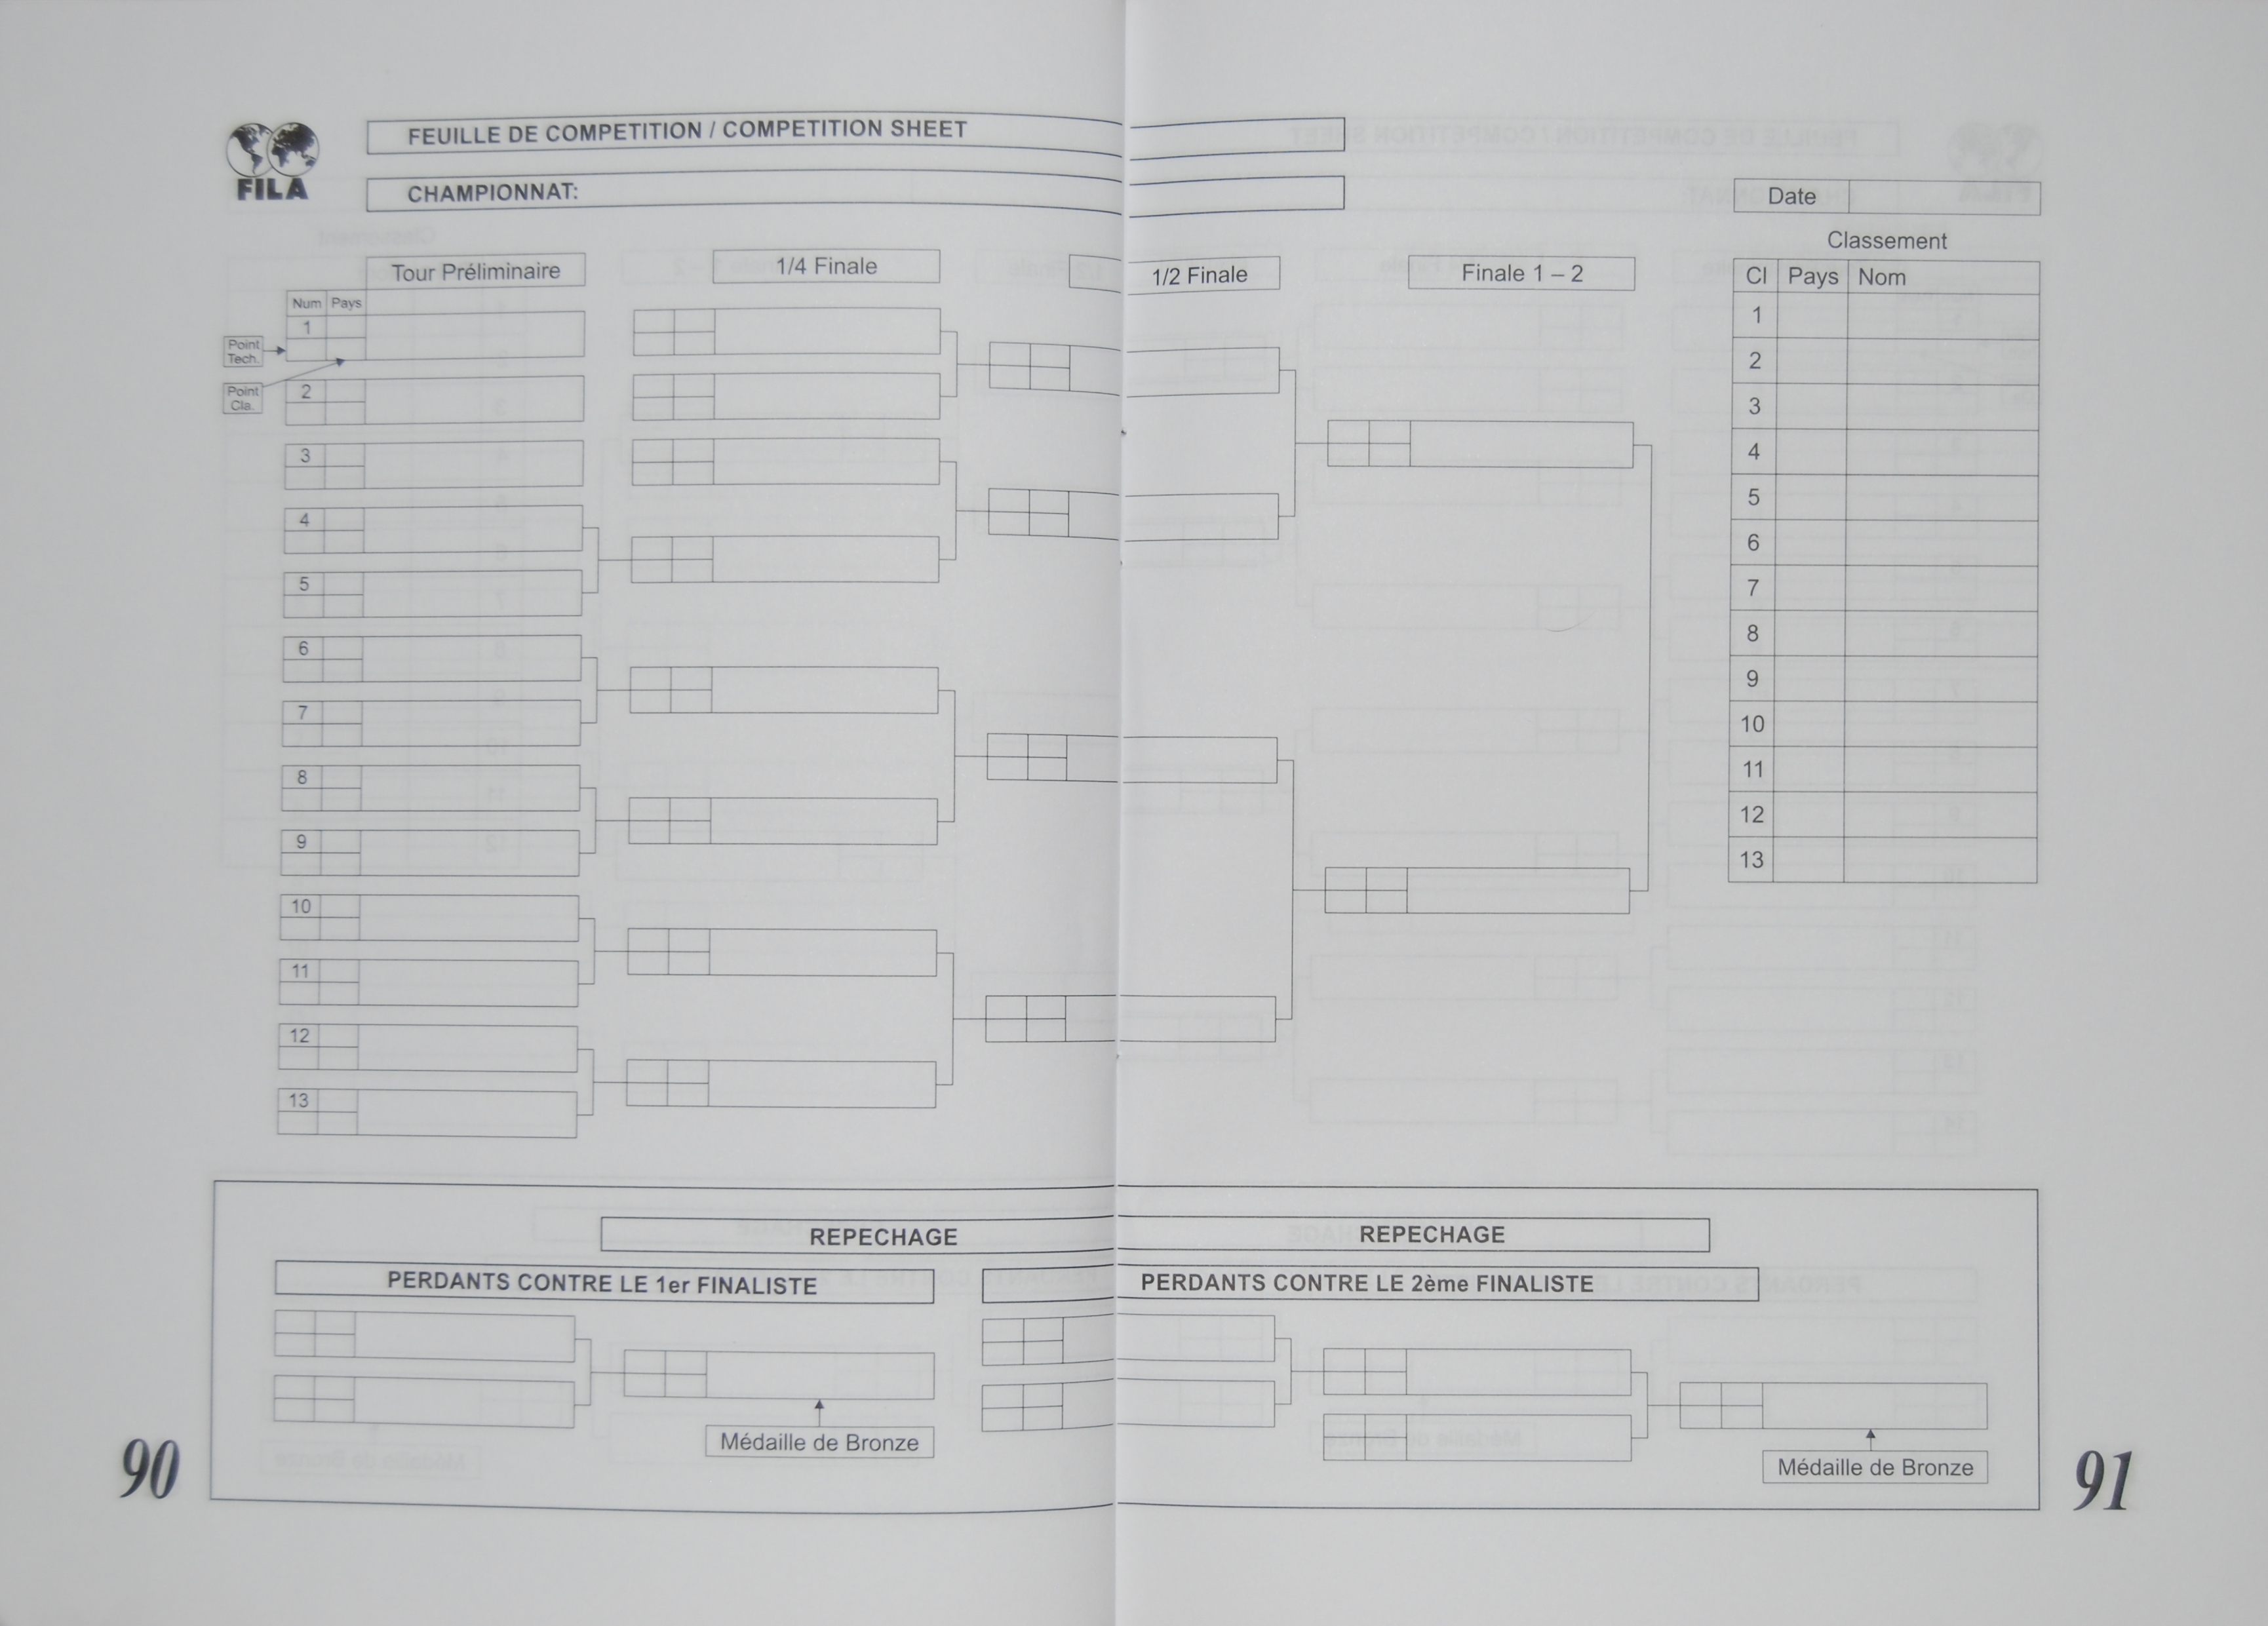 FILA
FEUILLE DE COMPETITION / COMPETITION SHEET
CHAMPIONNAT:
Date
Classement
Cl Pays Nom
1
2
3
4
5
6
7
8
9
10
11
12
13
Tour Préliminaire
1/4 Finale
1/2 Finale
Finale 1 – 2
Num Pays
Point
Tech.
Point
Cla.
1
2
3
4
5
6
7
8
9
10
11
12
13
REPECHAGE
REPECHAGE
PERDANTS CONTRE LE 1er FINALISTE
PERDANTS CONTRE LE 2ème FINALISTE
Médaille de Bronze
Médaille de Bronze
90
91